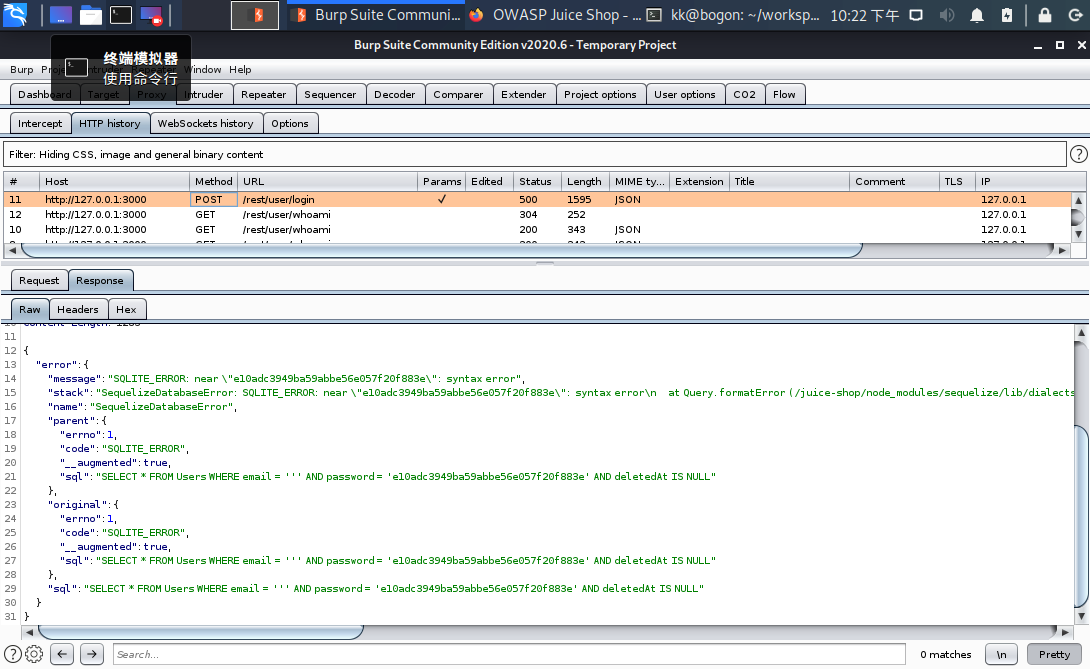 Burp Suite Communi...
OWASP Juice Shop - ...
kk@bogon: ~/worksp...
10:22 下午
Burp Suite Community Edition v2020.6 - Temporary Project
终端模拟器
使用命令行
Burp Window Help
Dashboard Target Proxy Intruder Repeater Sequencer Decoder Comparer Extender Project options User options CO2 Flow
Intercept HTTP history WebSockets history Options
Filter: Hiding CSS, image and general binary content ?
# Host Method URL Params Edited Status Length MIME ty... Extension Title Comment TLS IP
11 http://127.0.0.1:3000 POST /rest/user/login ✓ 500 1595 JSON 127.0.0.1
12 http://127.0.0.1:3000 GET /rest/user/whoami 304 252 127.0.0.1
10 http://127.0.0.1:3000 GET /rest/user/whoami 200 343 JSON 127.0.0.1
Request Response
Raw Headers Hex
11
12 {
13 "error":{
14 "message":"SQLITE_ERROR: near \"e10adc3949ba59abbe56e057f20f883e\": syntax error",
15 "stack":"SequelizeDatabaseError: SQLITE_ERROR: near \"e10adc3949ba59abbe56e057f20f883e\": syntax error\n at Query.formatError (/juice-shop/node_modules/sequelize/lib/dialects
16 "name":"SequelizeDatabaseError",
17 "parent":{
18 "errno":1,
19 "code":"SQLITE_ERROR",
20 "__augmented":true,
21 "sql":"SELECT * FROM Users WHERE email = ''' AND password = 'e10adc3949ba59abbe56e057f20f883e' AND deletedAt IS NULL"
22 },
23 "original":{
24 "errno":1,
25 "code":"SQLITE_ERROR",
26 "__augmented":true,
27 "sql":"SELECT * FROM Users WHERE email = ''' AND password = 'e10adc3949ba59abbe56e057f20f883e' AND deletedAt IS NULL"
28 },
29 "sql":"SELECT * FROM Users WHERE email = ''' AND password = 'e10adc3949ba59abbe56e057f20f883e' AND deletedAt IS NULL"
30 }
31 }
? Search... 0 matches \n Pretty